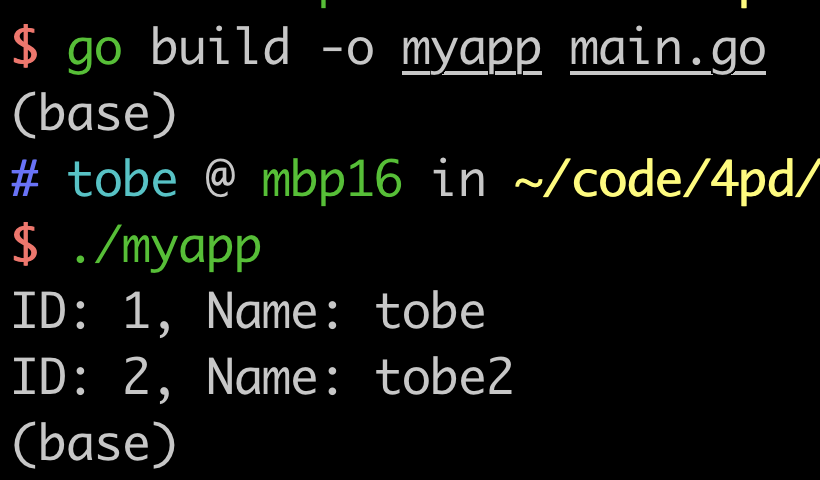 $ go build -o myapp main.go
(base)
# tobe @ mbp16 in ~/code/4pd/
$ ./myapp
ID: 1, Name: tobe
ID: 2, Name: tobe2
(base)